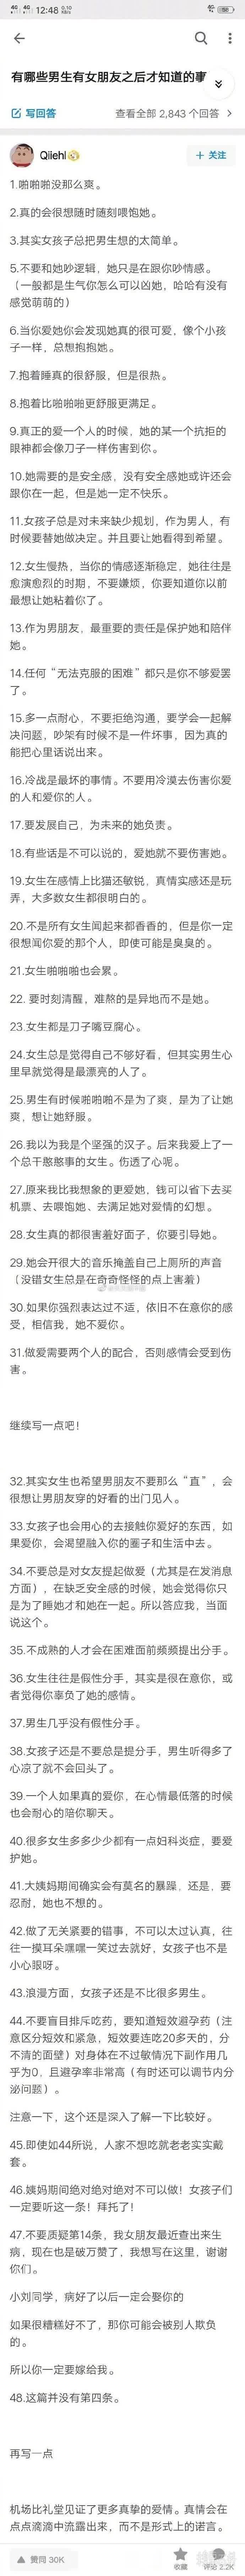 4G 4G 12:48 0.10 K/s
有哪些男生有女朋友之后才知道的事
写回答
查看全部 2,843 个回答
Qiiehl
+ 关注
1.啪啪啪没那么爽。
2.真的会很想随时随刻喂饱她。
3.其实女孩子总把男生想的太简单。
5.不要和她吵逻辑，她只是在跟你吵情感。
（一般都是生气你怎么可以凶她，哈哈有没有
感觉萌萌的）
6.当你爱她你会发现她真的很可爱，像个小孩
子一样，总想抱抱她。
7.抱着睡真的很舒服，但是很热。
8.抱着比啪啪啪更舒服更满足。
9.真正的爱一个人的时候，她的某一个抗拒的
眼神都会像刀子一样伤害到你。
10.她需要的是安全感，没有安全感她或许还会
跟你在一起，但是她一定不快乐。
11.女孩子总是对未来缺少规划，作为男人，有
时候要替她做决定。并且要让她看得到希望。
12.女生慢热，当你的情感逐渐稳定，她往往是
愈演愈烈的时期，不要嫌烦，你要知道你以前
最想让她粘着你了。
13.作为男朋友，最重要的责任是保护她和陪伴
她。
14.任何“无法克服的困难”都只是你不够爱罢
了。
15.多一点耐心，不要拒绝沟通，要学会一起解
决问题，吵架有时候不是一件坏事，因为真的
能把心里话说出来。
16.冷战是最坏的事情。不要用冷漠去伤害你爱
的人和爱你的人。
17.要发展自己，为未来的她负责。
18.有些话是不可以说的，爱她就不要伤害她。
19.女生在感情上比猫还敏锐，真情实感还是玩
弄，大多数女生都很明白的。
20.不是所有女生闻起来都香香的，但是你一定
很想闻你爱的那个人，即使可能是臭臭的。
21.女生啪啪啪也会累。
22. 要时刻清醒，难熬的是异地而不是她。
23.女生都是刀子嘴豆腐心。
24.女生总是觉得自己不够好看，但其实男生心
里早就觉得是最漂亮的人了。
25.男生有时候啪啪啪不是为了爽，是为了让她
爽，想让她舒服。
26.我以为我是个坚强的汉子。后来我爱上了一
个总干憨憨事的女生。伤透了心呢。
27.原来我比我想象的更爱她，钱可以省下去买
机票、去喂饱她、去满足她对爱情的幻想。
28.女生真的都很害羞好面子，你要引导她。
29.她会开很大的音乐掩盖自己上厕所的声音
（没错女生总是在奇奇怪怪的点上害羞）
30.如果你强烈表达过不适，依旧不在意你的感
受，相信我，她不爱你。
31.做爱需要两个人的配合，否则感情会受到伤
害。
继续写一点吧！
32.其实女生也希望男朋友不要那么“直”，会
很想让男朋友穿的好看的出门见人。
33.女孩子也会用心的去接触你爱好的东西，如
果爱你，会渴望融入你的圈子和生活中去。
34.不要总是对女友提起做爱（尤其是在发消息
方面），在缺乏安全感的时候，她会觉得你只
是为了睡她才和她在一起。所以答应我，当面
说这个。
35.不成熟的人才会在困难面前频频提出分手。
36.女生往往是假性分手，其实是很在意你，或
者觉得你辜负了她的感情。
37.男生几乎没有假性分手。
38.女孩子还是不要总是提分手，男生听得多了
心凉了就不会回头了。
39.一个人如果真的爱你，在心情最低落的时候
也会耐心的陪你聊天。
40.很多女生多多少少都有一点妇科炎症，要爱
护她。
41.大姨妈期间确实会有莫名的暴躁、还是，要
忍耐，她也不想的。
42.做了无关紧要的错事，不可以太过认真，往
往一摸耳朵嘿嘿一笑过去就好，女孩子也不是
小心眼呀。
43.浪漫方面，女孩子还是不比很多男生。
44.不要盲目排斥吃药，要知道短效避孕药（注
意区分短效和紧急，短效要连吃20多天的，分
不清的面壁）对身体在不过敏情况下副作用几
乎为0，且避孕率非常高（有时还可以调节内分
泌问题）。
注意一下，这个还是深入了解一下比较好。
45.即使如44所说，人家不想吃就老老实实戴
套。
46.姨妈期间绝对绝对绝对不可以做！女孩子们
一定要听这一条！拜托了！
47.不要质疑第14条，我女朋友最近查出来生
病，现在也是破万赞了，我想写在这里，谢谢
你们。
小刘同学，病好了以后一定会娶你的
如果很糟糕好不了，那你可能会被别人欺负
的。
所以你一定要嫁给我。
48.这篇并没有第四条。
再写一点
机场比礼堂见证了更多真挚的爱情。真情会在
点点滴滴中流露出来，而不是形式上的诺言。
赞同 30K
收藏
评论 2.2K